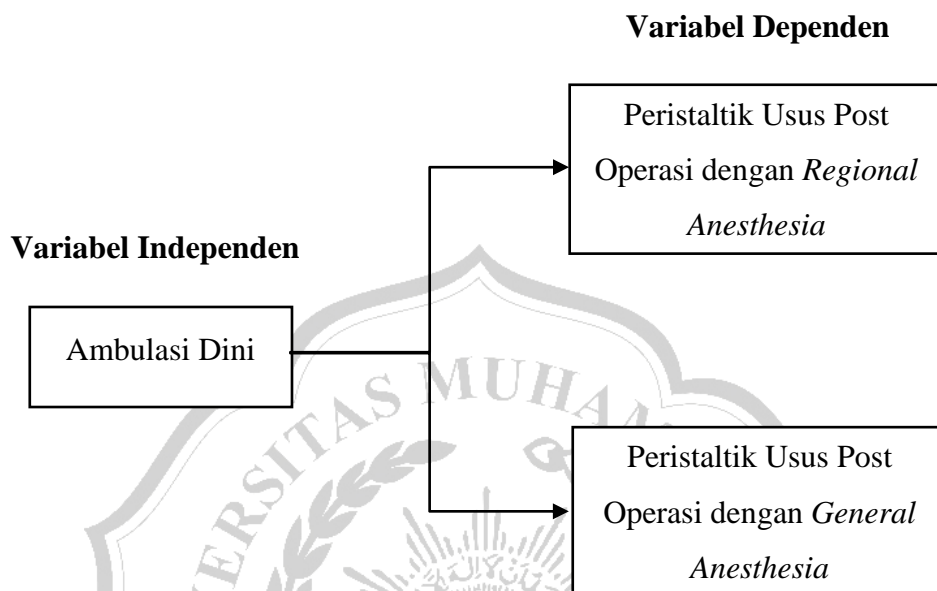 Variabel Dependen
Peristaltik Usus Post
Operasi dengan Regional
Anesthesia
Variabel Independen
Ambulasi Dini
Peristaltik Usus Post
Operasi dengan General
Anesthesia